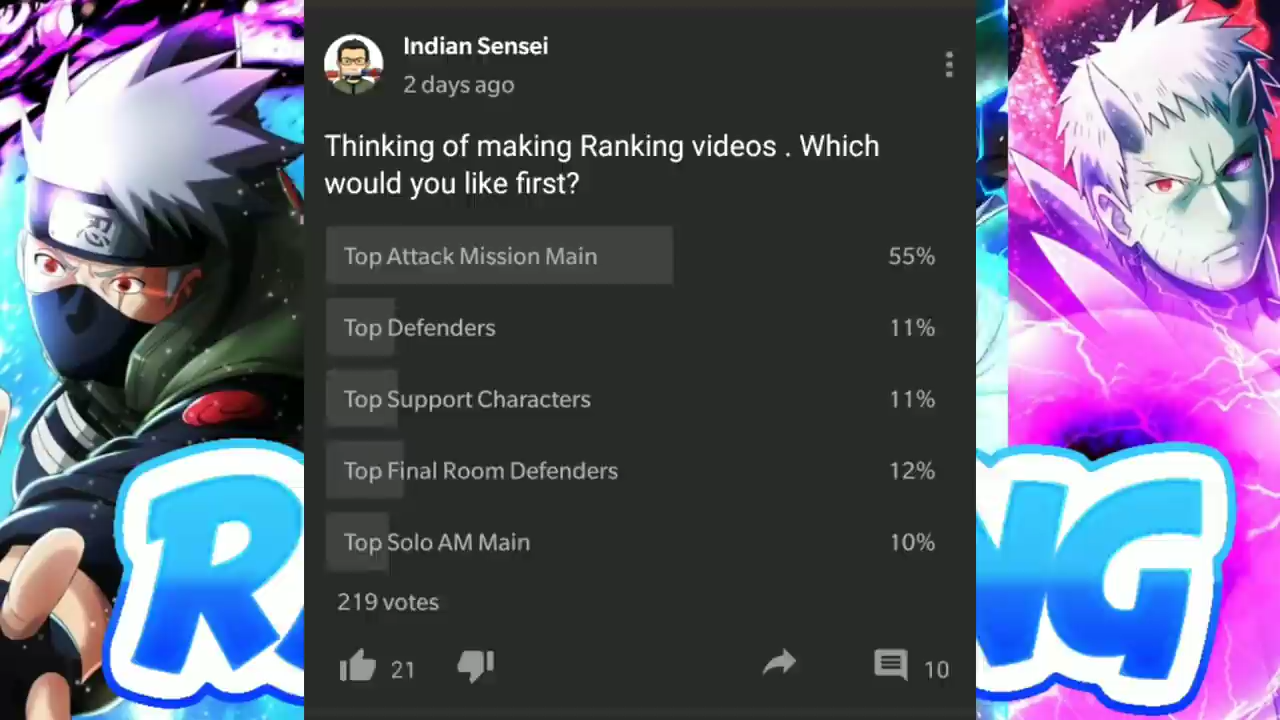 Indian Sensei
2 days ago
Thinking of making Ranking videos . Which
would you like first?
Top Attack Mission Main 55%
Top Defenders 11%
Top Support Characters 11%
Top Final Room Defenders 12%
Top Solo AM Main 10%
219 votes
21 10